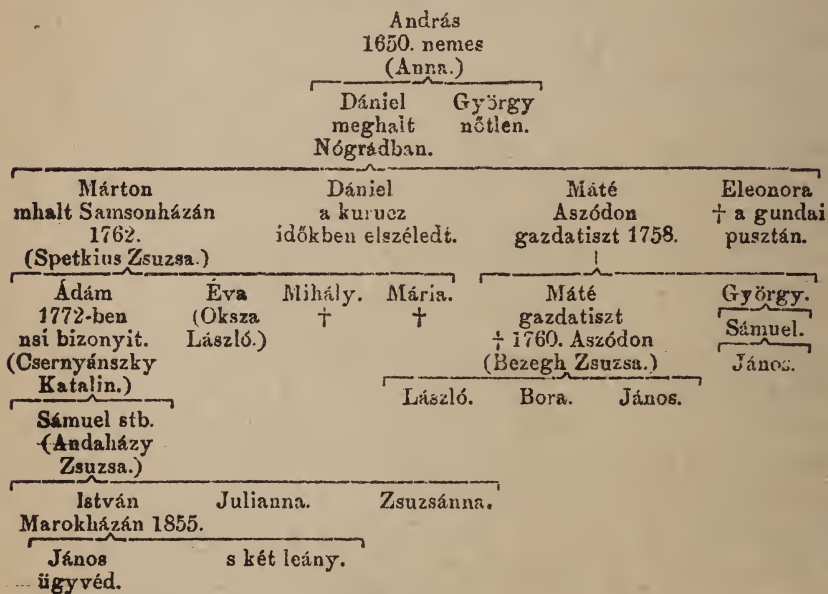 András
1650. nemes
(Anna.)
Dániel György
meghalt nőtlen.
Nógrádban.
Márton Dániel Máté Eleonora
mhalt Samsonházán a kurucz Aszódon † a gundai
1762. időkben elszéledt. gazdatiszt 1758. pusztán.
(Spetkius Zsuzsa.)
Ádám Éva Mihály. Mária. Máté György.
1772-ben (Oksza † † gazdatiszt
nsi bizonyit. László.) † 1760. Aszódon Sámuel.
(Csernyánszky (Bezegh Zsuzsa.) János.
Katalin.)
László. Bora. János.
Sámuel stb.
(Andaházy
Zsuzsa.)
István Julianna. Zsuzsánna.
Marokházán 1855.
János s két leány.
ügyvéd.